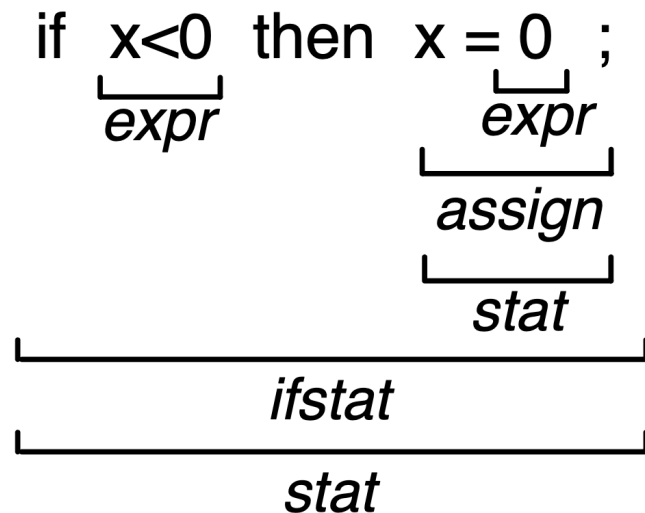 if x<0 then x = 0 ;
expr expr
assign
stat
ifstat
stat